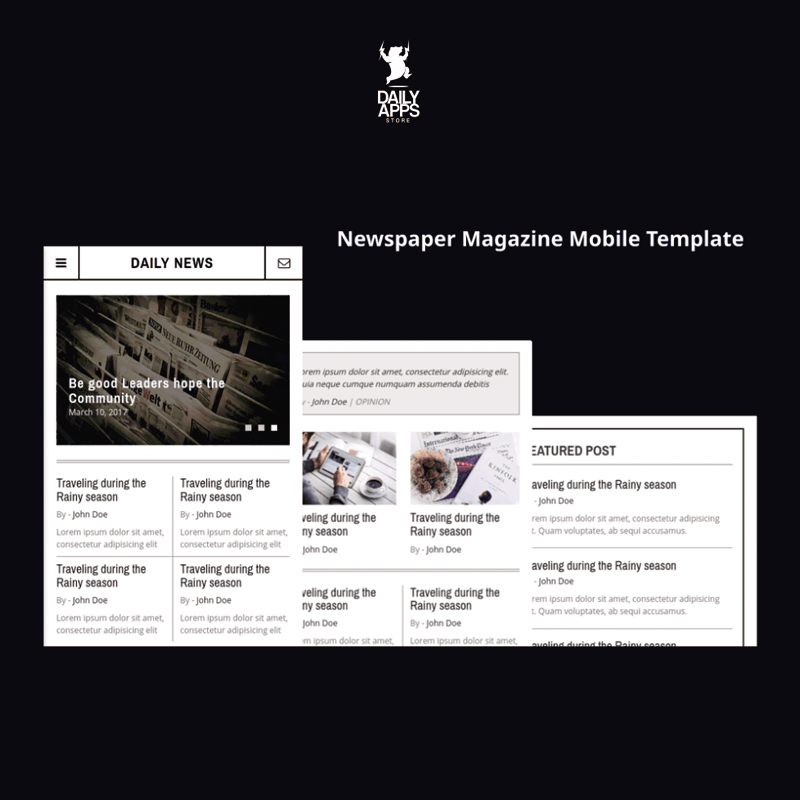 DAILY
APPS
STORE
Newspaper Magazine Mobile Template
DAILY NEWS
Be good Leaders hope the
Community
March 10, 2017
Traveling during the
Rainy season
By - John Doe
Lorem ipsum dolor sit amet,
consectetur adipisicing elit
Traveling during the
Rainy season
By - John Doe
Lorem ipsum dolor sit amet,
consectetur adipisicing elit
Traveling during the
Rainy season
By - John Doe
Lorem ipsum dolor sit amet,
consectetur adipisicing elit
Traveling during the
Rainy season
By - John Doe
Lorem ipsum dolor sit amet,
consectetur adipisicing elit
orem ipsum dolor sit amet, consectetur adipisicing elit.
uia neque cumque numquam assumenda debitis
- John Doe | OPINION
veling during the
ny season
John Doe
International
The New York Times
KINFOLK
Traveling during the
Rainy season
By - John Doe
veling during the
ny season
John Doe
em ipsum dolor sit amet,
Traveling during the
Rainy season
By - John Doe
Lorem ipsum dolor sit amet,
EATURED POST
aveling during the Rainy season
- John Doe
rem ipsum dolor sit amet, consectetur adipisicing
t. Quam voluptates, ab sequi accusamus.
aveling during the Rainy season
- John Doe
rem ipsum dolor sit amet, consectetur adipisicing
t. Quam voluptates, ab sequi accusamus.
aveling during the Rainy season